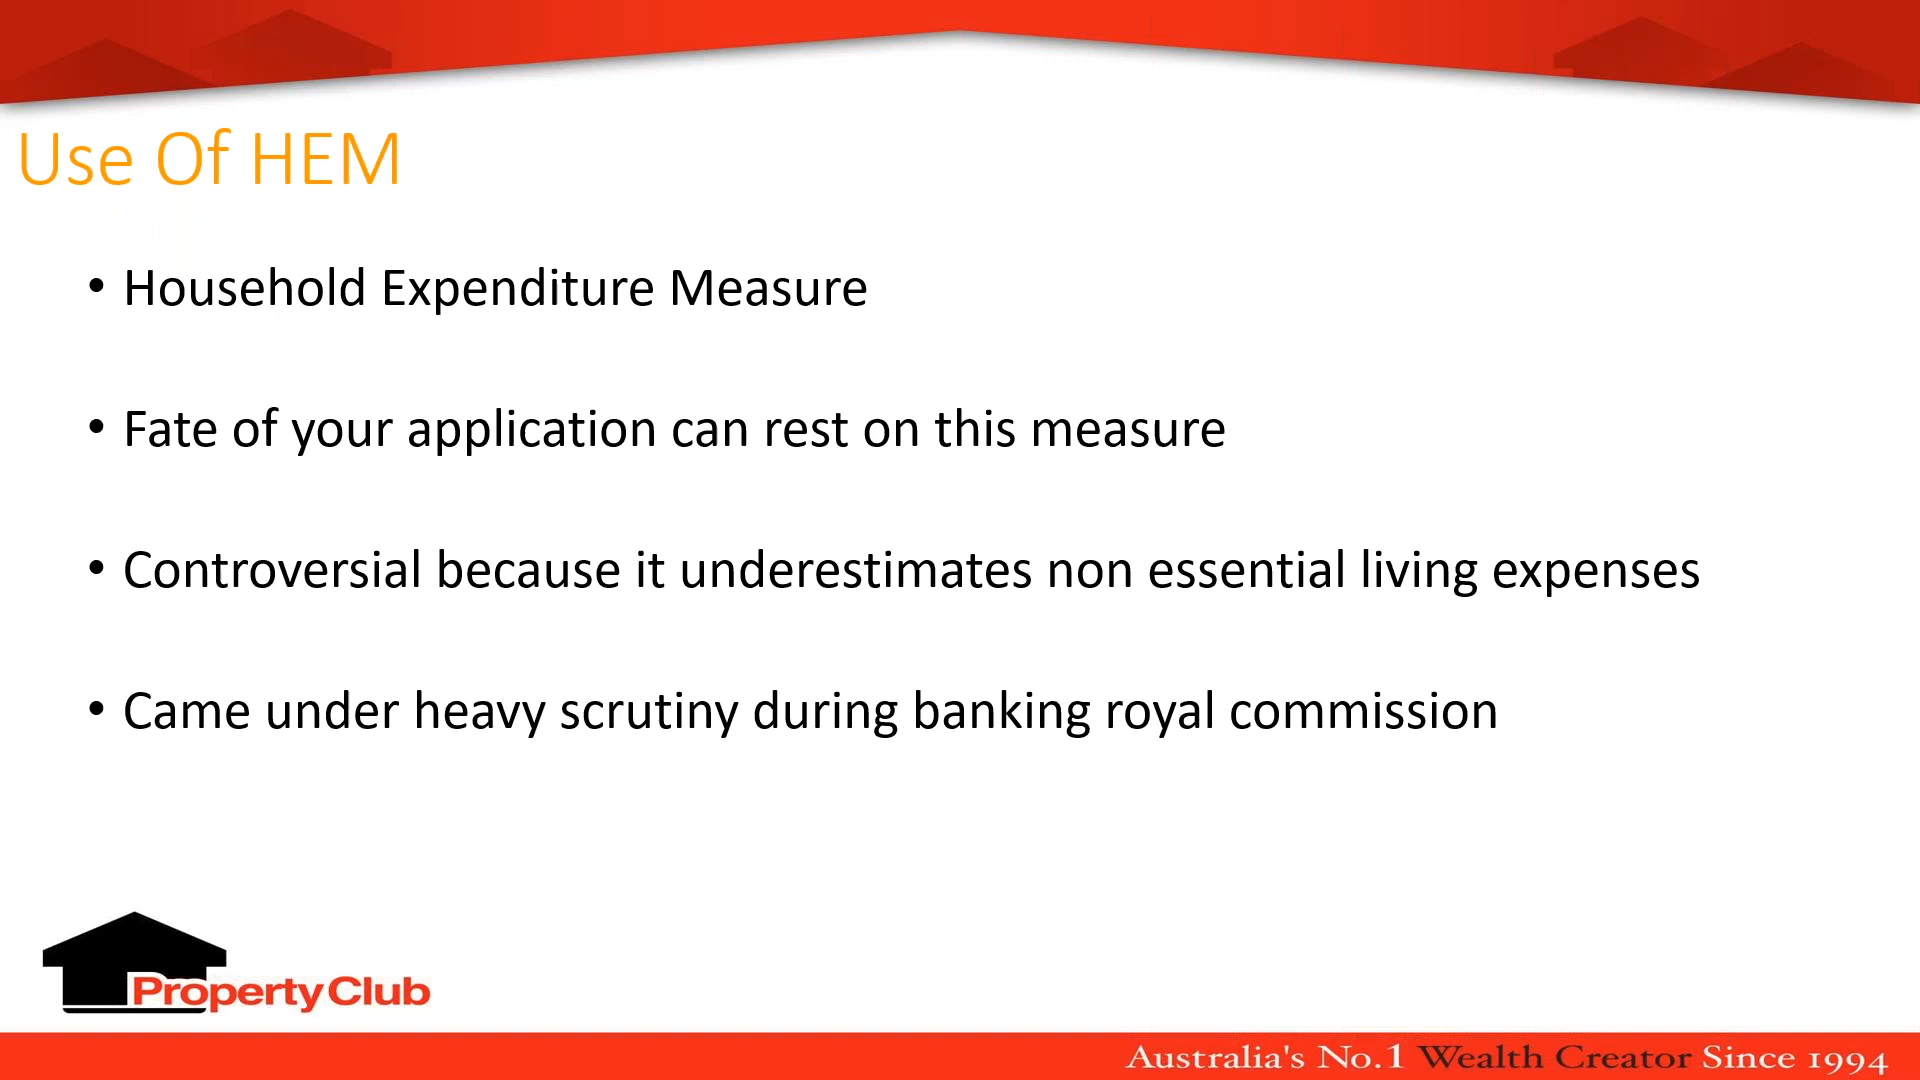 Use Of HEM
• Household Expenditure Measure
• Fate of your application can rest on this measure
• Controversial because it underestimates non essential living expenses
• Came under heavy scrutiny during banking royal commission
PropertyClub
Australia's No.1 Wealth Creator Since 1994